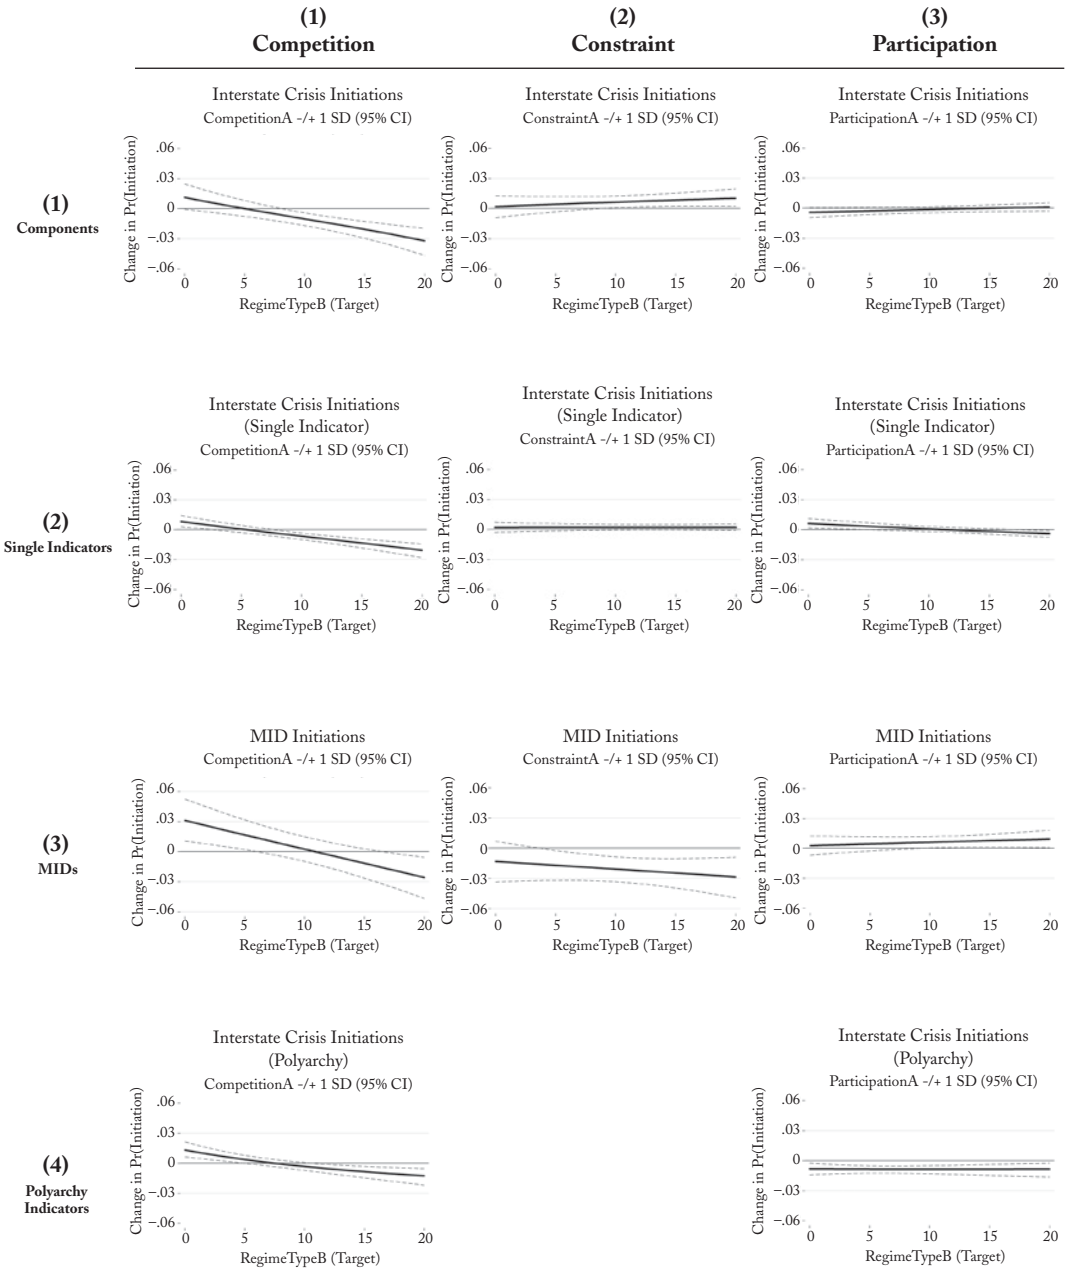 (1)
Competition
(2)
Constraint
(3)
Participation
(1)
Components
Interstate Crisis Initiations
CompetitionA -/+ 1 SD (95% CI)
Change in Pr(Initiation)
.06
.03
0
−.03
−.06
0 5 10 15 20
RegimeTypeB (Target)
Interstate Crisis Initiations
ConstraintA -/+ 1 SD (95% CI)
Change in Pr(Initiation)
.06
.03
0
−.03
−.06
0 5 10 15 20
RegimeTypeB (Target)
Interstate Crisis Initiations
ParticipationA -/+ 1 SD (95% CI)
Change in Pr(Initiation)
.06
.03
0
−.03
−.06
0 5 10 15 20
RegimeTypeB (Target)
(2)
Single Indicators
Interstate Crisis Initiations
(Single Indicator)
CompetitionA -/+ 1 SD (95% CI)
Change in Pr(Initiation)
.06
.03
0
−.03
−.06
0 5 10 15 20
RegimeTypeB (Target)
Interstate Crisis Initiations
(Single Indicator)
ConstraintA -/+ 1 SD (95% CI)
Change in Pr(Initiation)
.06
.03
0
−.03
−.06
0 5 10 15 20
RegimeTypeB (Target)
Interstate Crisis Initiations
(Single Indicator)
ParticipationA -/+ 1 SD (95% CI)
Change in Pr(Initiation)
.06
.03
0
−.03
−.06
0 5 10 15 20
RegimeTypeB (Target)
(3)
MIDs
MID Initiations
CompetitionA -/+ 1 SD (95% CI)
Change in Pr(Initiation)
.06
.03
0
−.03
−.06
0 5 10 15 20
RegimeTypeB (Target)
MID Initiations
ConstraintA -/+ 1 SD (95% CI)
Change in Pr(Initiation)
.06
.03
0
−.03
−.06
0 5 10 15 20
RegimeTypeB (Target)
MID Initiations
ParticipationA -/+ 1 SD (95% CI)
Change in Pr(Initiation)
.06
.03
0
−.03
−.06
0 5 10 15 20
RegimeTypeB (Target)
(4)
Polyarchy
Indicators
Interstate Crisis Initiations
(Polyarchy)
CompetitionA -/+ 1 SD (95% CI)
Change in Pr(Initiation)
.06
.03
0
−.03
−.06
0 5 10 15 20
RegimeTypeB (Target)
Interstate Crisis Initiations
(Polyarchy)
ParticipationA -/+ 1 SD (95% CI)
Change in Pr(Initiation)
.06
.03
0
−.03
−.06
0 5 10 15 20
RegimeTypeB (Target)